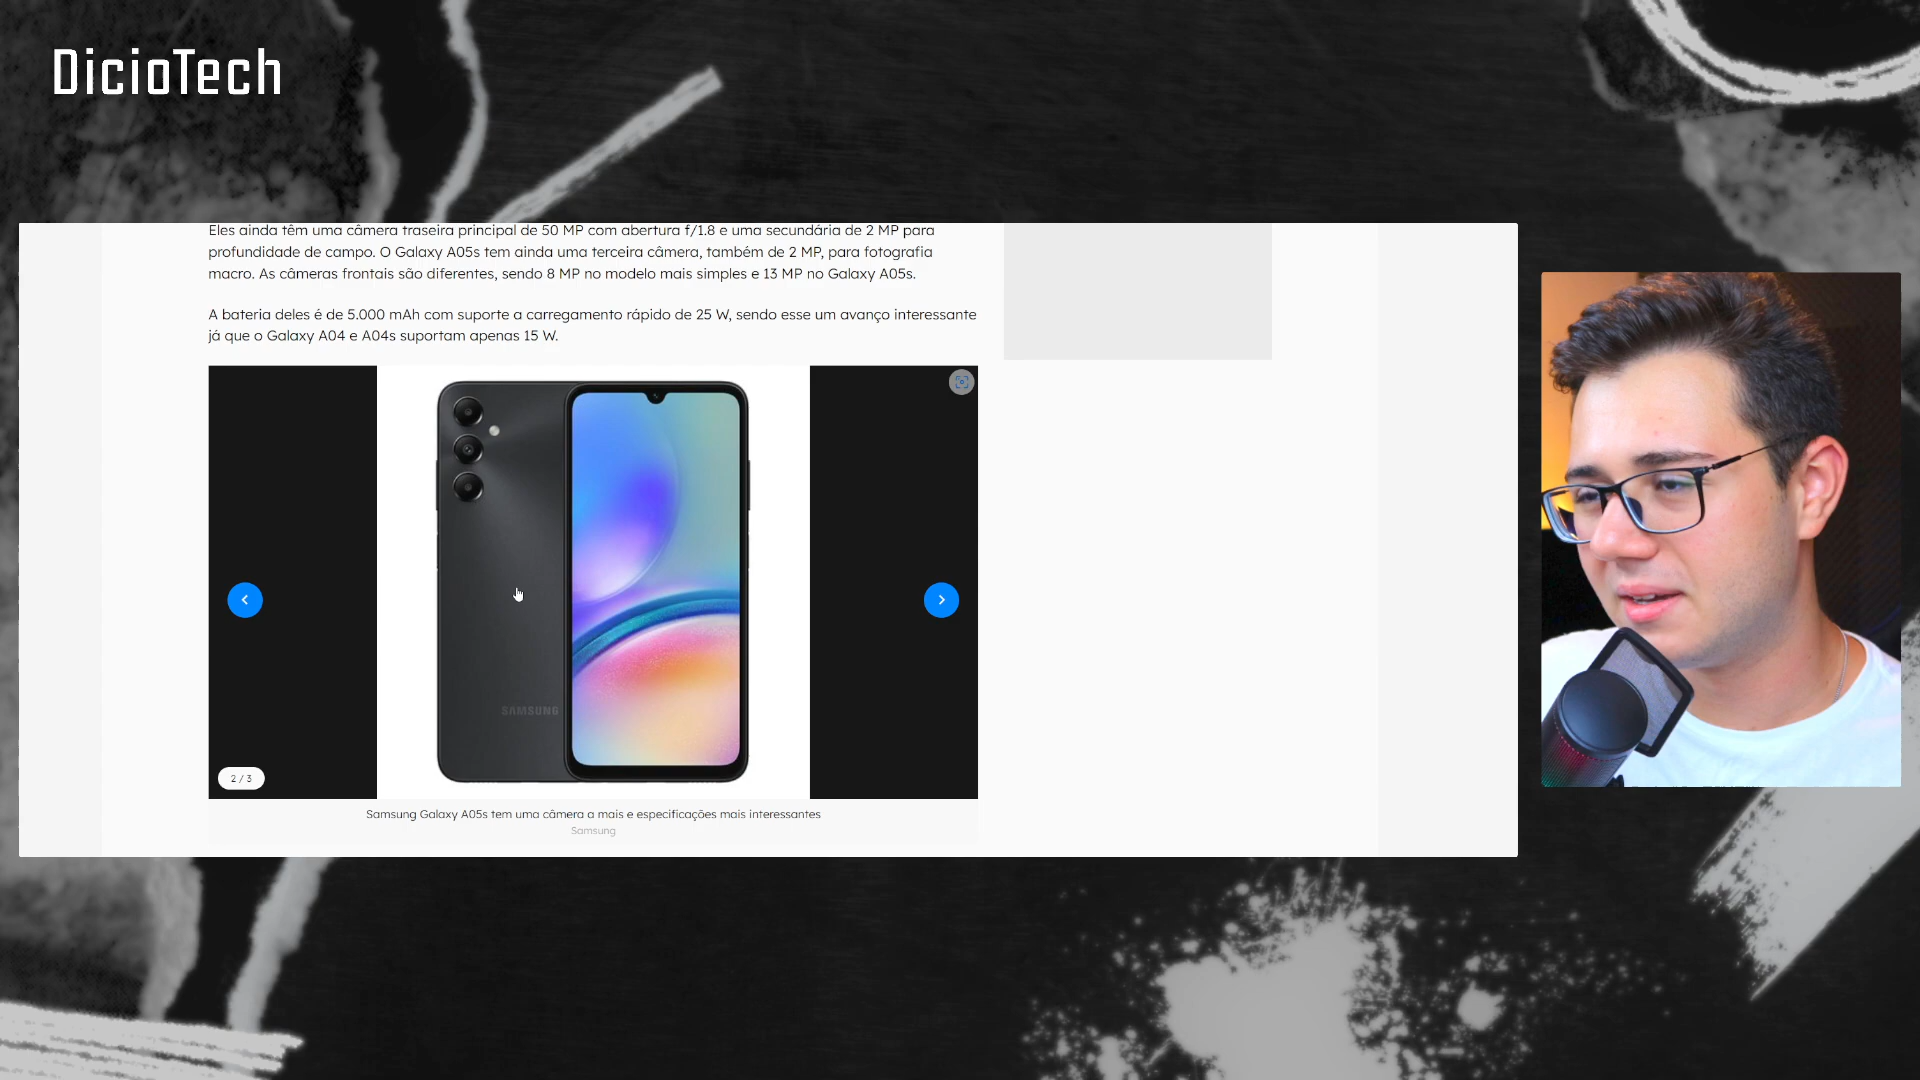 DicioTech
Eles ainda têm uma câmera traseira principal de 50 MP com abertura f/1.8 e uma secundária de 2 MP para
profundidade de campo. O Galaxy A05s tem ainda uma terceira câmera, também de 2 MP, para fotografia
macro. As câmeras frontais são diferentes, sendo 8 MP no modelo mais simples e 13 MP no Galaxy A05s.
A bateria deles é de 5.000 mAh com suporte a carregamento rápido de 25 W, sendo esse um avanço interessante
já que o Galaxy A04 e A04s suportam apenas 15 W.
SAMSUNG
2 / 3
Samsung Galaxy A05s tem uma câmera a mais e especificações mais interessantes
Samsung